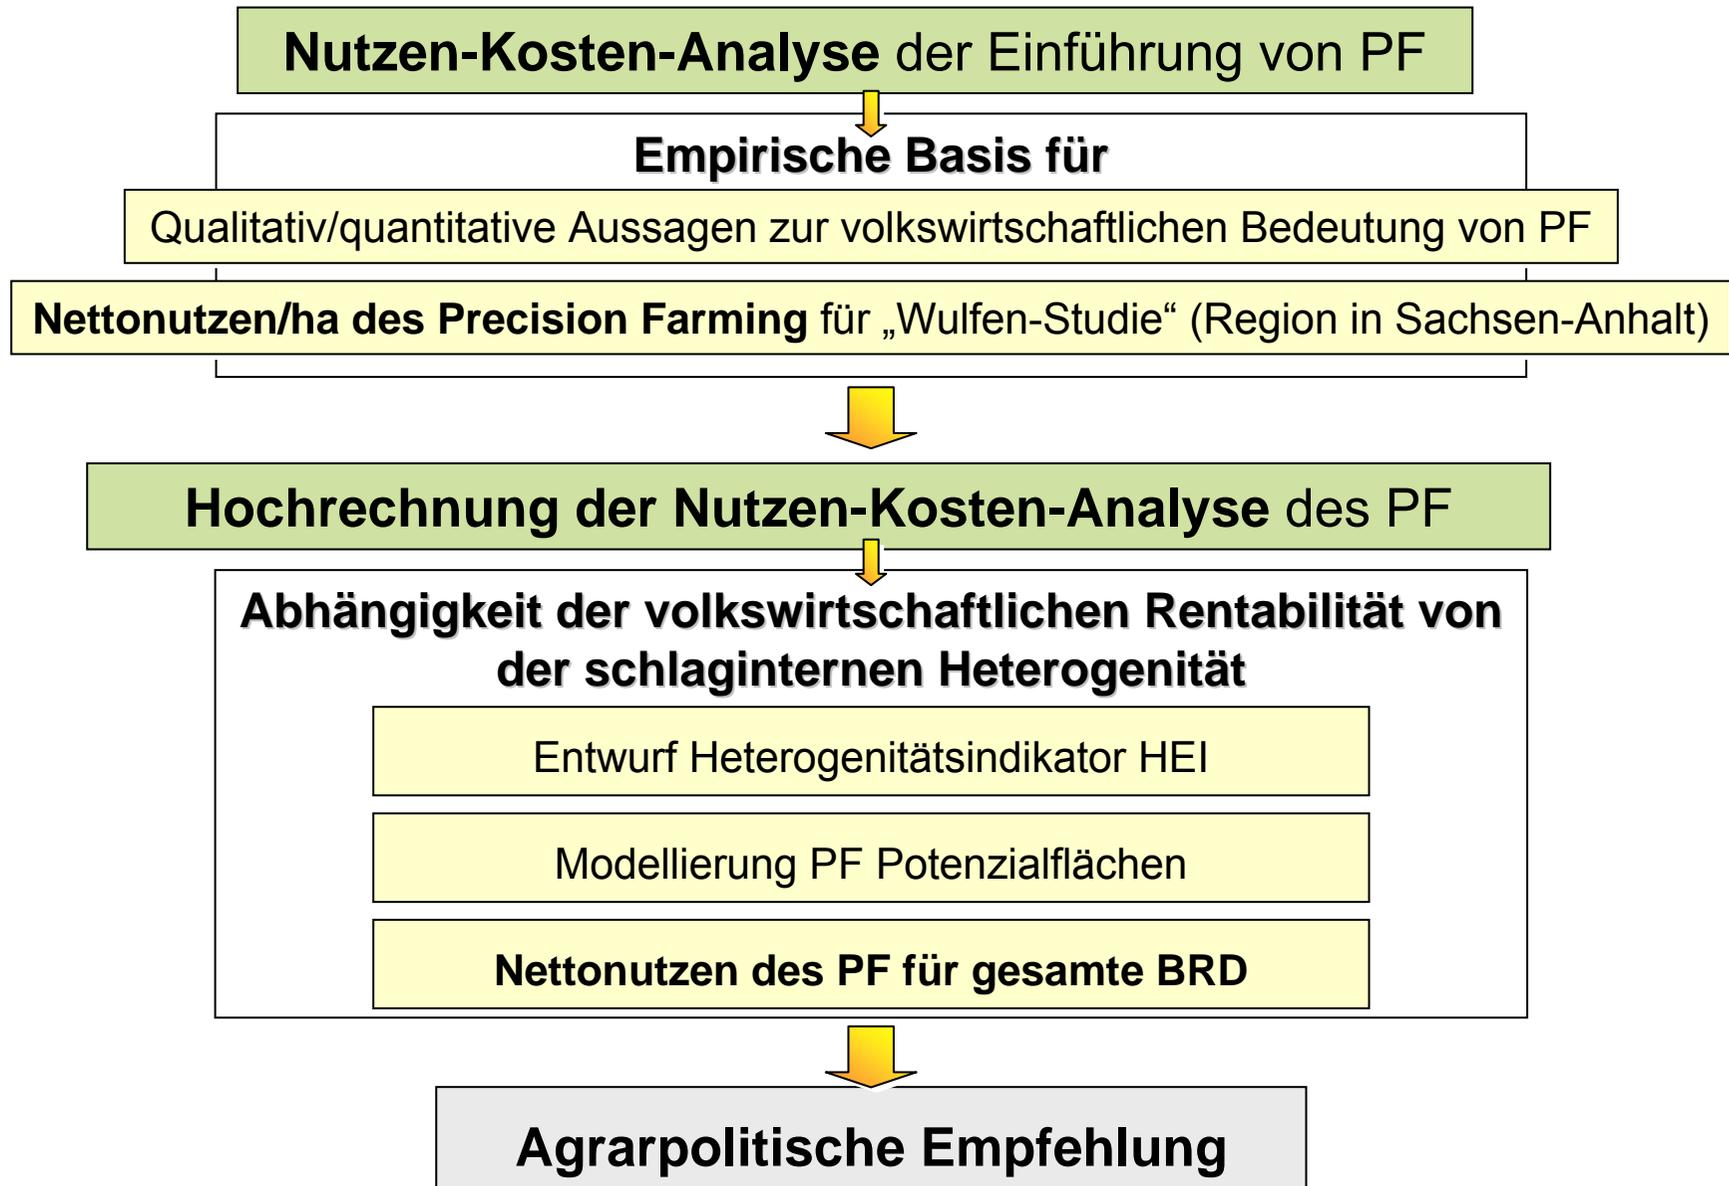 Nutzen-Kosten-Analyse der Einführung von PF
Empirische Basis für
Qualitativ/quantitative Aussagen zur volkswirtschaftlichen Bedeutung von PF
Nettonutzen/ha des Precision Farming für „Wulfen-Studie“ (Region in Sachsen-Anhalt)
Hochrechnung der Nutzen-Kosten-Analyse des PF
Abhängigkeit der volkswirtschaftlichen Rentabilität von
der schlaginternen Heterogenität
Entwurf Heterogenitätsindikator HEI
Modellierung PF Potenzialflächen
Nettonutzen des PF für gesamte BRD
Agrarpolitische Empfehlung